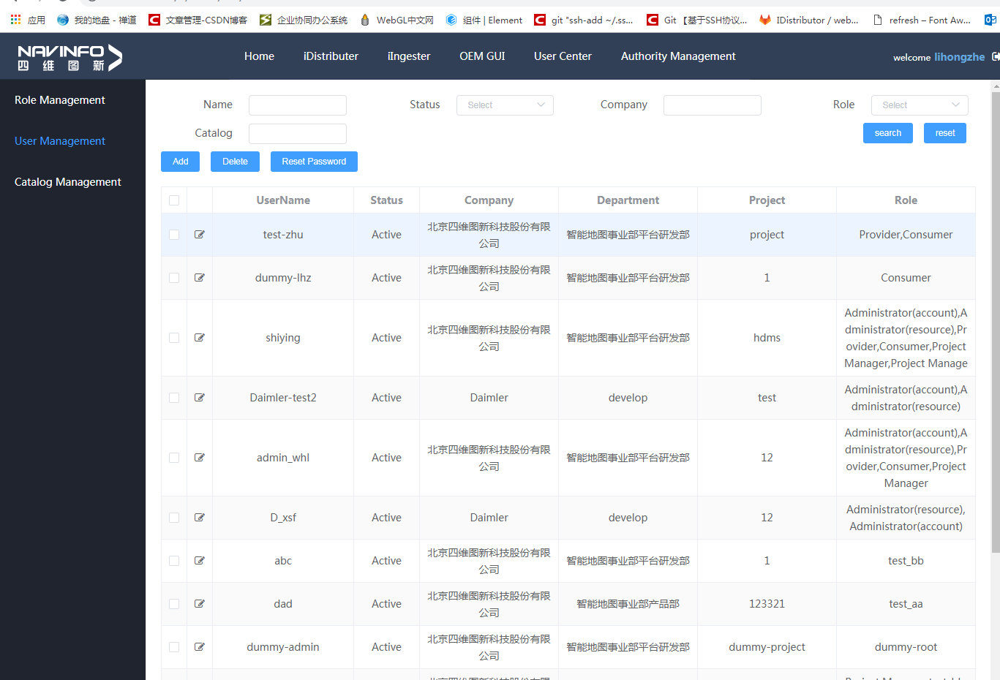 应用 我的地盘 - 禅道 文章管理-CSDN博客 企业协同办公系统 WebGL中文网 组件 | Element git "ssh-add ~/.ss... Git 【基于SSH协议... IDistributor / web... refresh – Font Aw...
NAVINFO
四维图新
Home iDistributor iIngester OEM GUI User Center Authority Management
welcome lihongzhe
Role Management
User Management
Catalog Management
Name Status Select Company Role Select
Catalog search reset
Add Delete Reset Password
UserName Status Company Department Project Role
test-zhu Active 北京四维图新科技股份有限 智能地图事业部平台研发部 project Provider,Consumer
公司
dummy-lhz Active 北京四维图新科技股份有限 智能地图事业部平台研发部 1 Consumer
公司
Administrator(account),A
dministrator(resource),Pr
shiying Active 北京四维图新科技股份有限 智能地图事业部平台研发部 hdms
公司 ovider,Consumer,Project
Manager,Project Manage
Daimler-test2 Active Daimler develop test Administrator(account),A
dministrator(resource)
Administrator(account),A
dministrator(resource),Pr
admin_whl Active 北京四维图新科技股份有限 智能地图事业部平台研发部 12
公司 ovider,Consumer,Project
Manager
D_xsf Active Daimler develop 12 Administrator(resource),
Administrator(account)
abc Active 北京四维图新科技股份有限 智能地图事业部平台研发部 1 test_bb
公司
dad Active 北京四维图新科技股份有限 智能地图事业部产品部 123321 test_aa
公司
dummy-admin Active 北京四维图新科技股份有限 智能地图事业部平台研发部 dummy-project dummy-root
公司